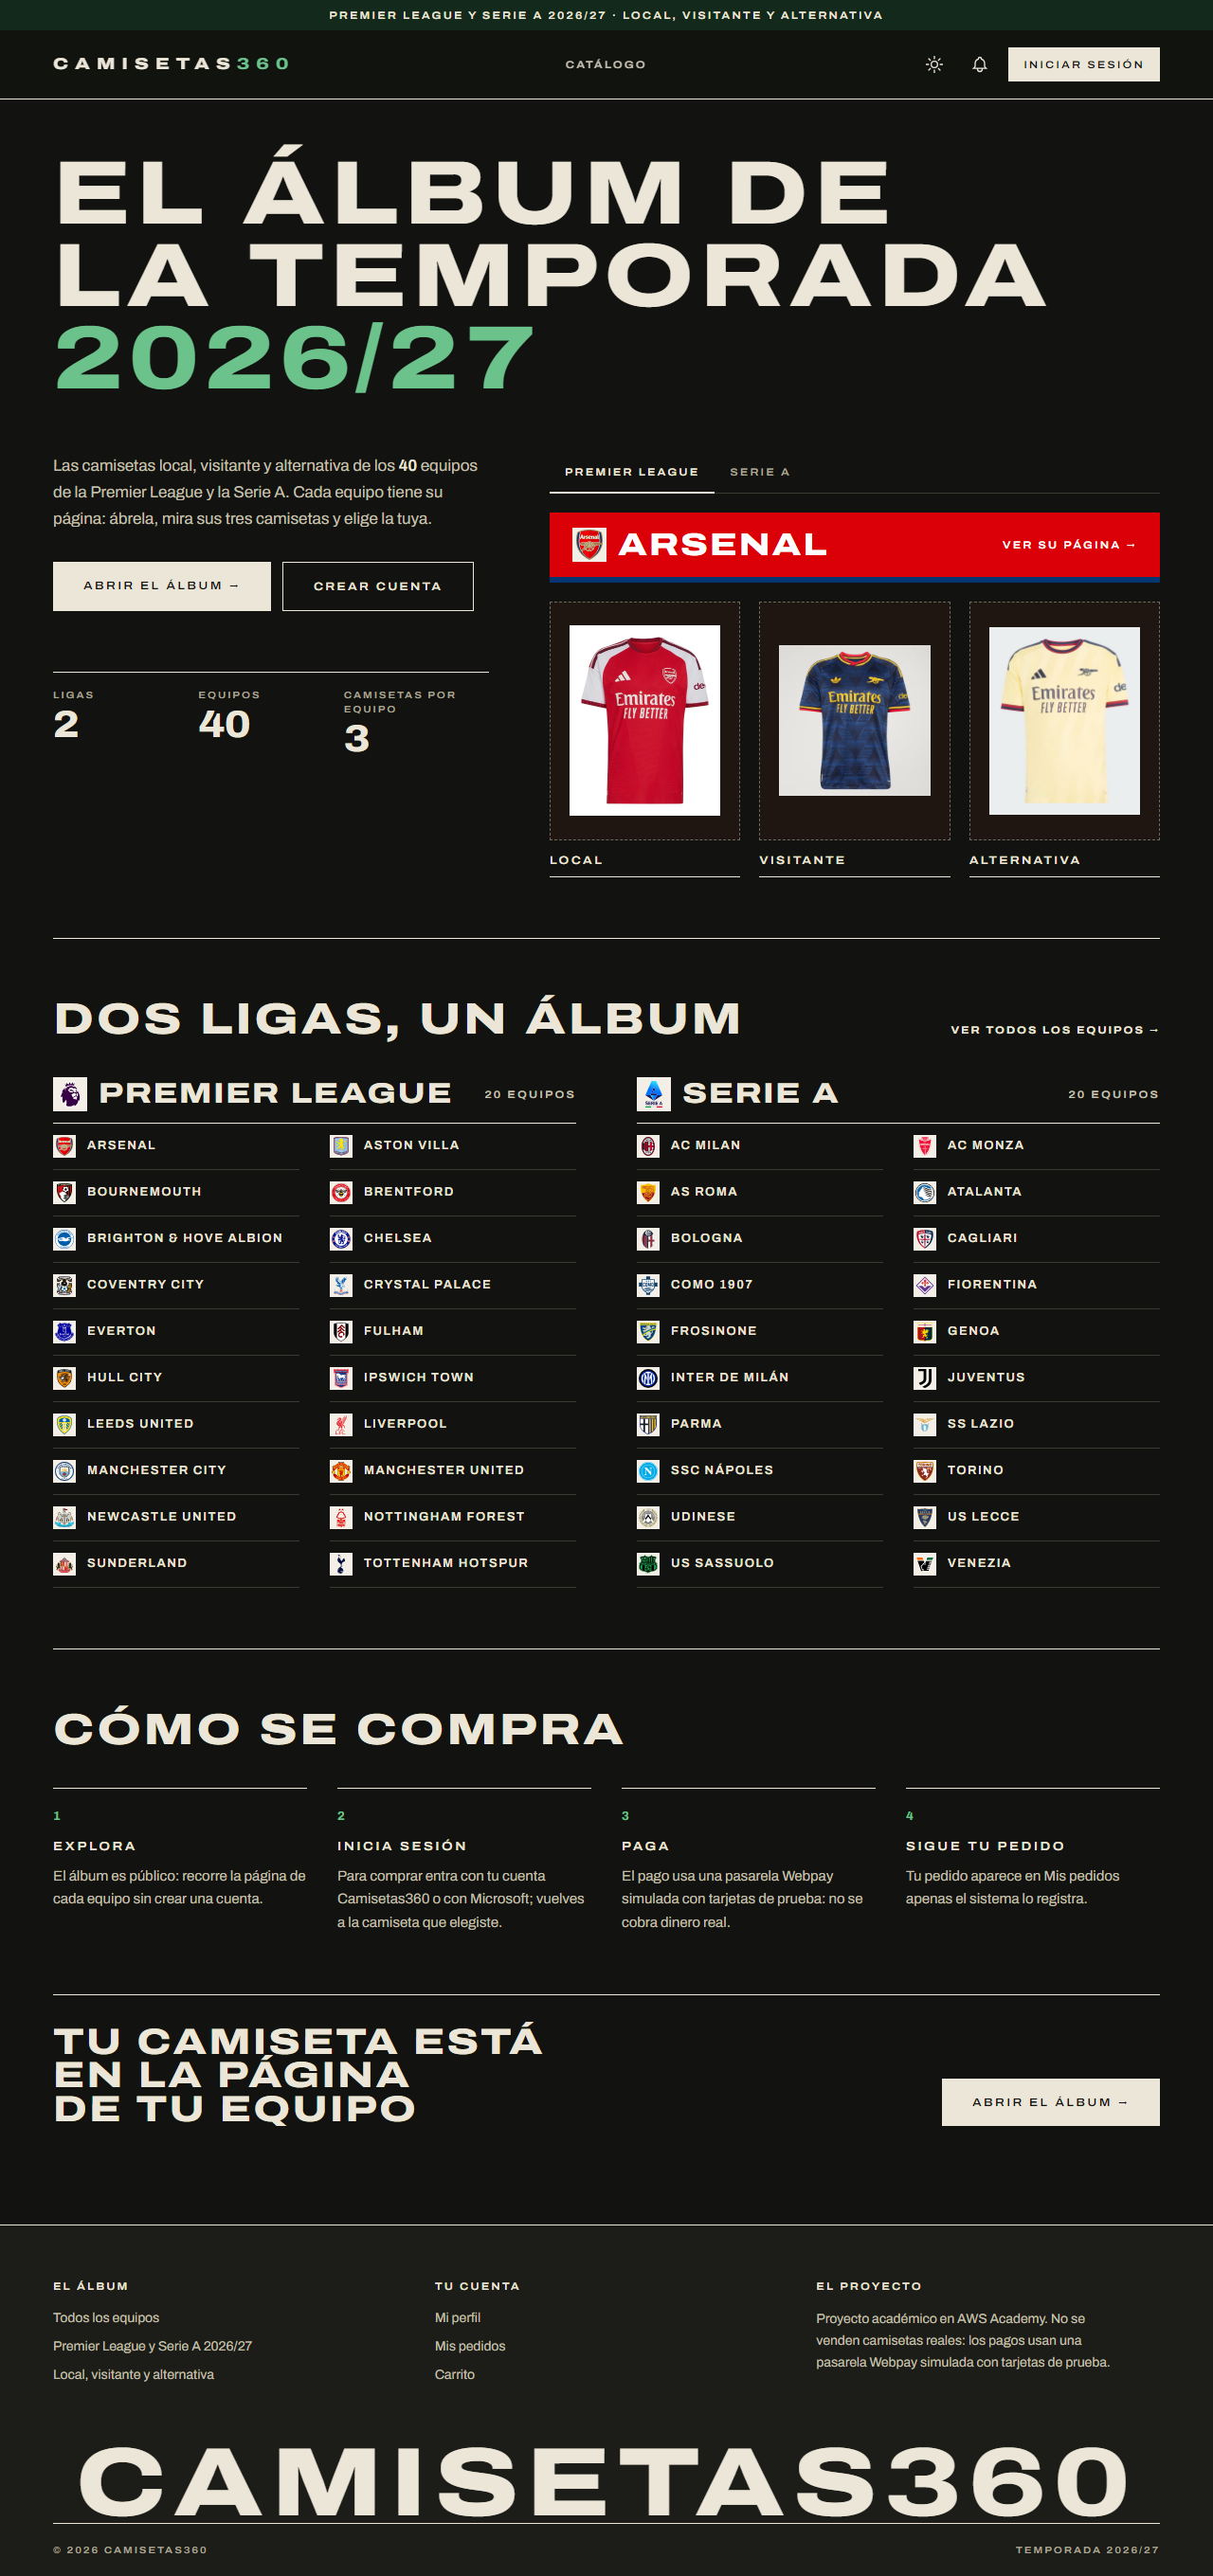 PREMIER LEAGUE Y SERIE A 2026/27 · LOCAL, VISITANTE Y ALTERNATIVA
CAMISETAS360
CATÁLOGO
INICIAR SESIÓN
EL ÁLBUM DE
LA TEMPORADA
2026/27
Las camisetas local, visitante y alternativa de los 40 equipos
de la Premier League y la Serie A. Cada equipo tiene su
página: ábrela, mira sus tres camisetas y elige la tuya.
ABRIR EL ÁLBUM →
CREAR CUENTA
LIGAS
2
EQUIPOS
40
CAMISETAS POR
EQUIPO
3
PREMIER LEAGUE
SERIE A
Arsenal
ARSENAL
VER SU PÁGINA →
Emirates
FLY BETTER
de
Emirates
FLY BETTER
de
Emirates
FLY BETTER
de
LOCAL
VISITANTE
ALTERNATIVA
DOS LIGAS, UN ÁLBUM
VER TODOS LOS EQUIPOS →
PREMIER LEAGUE
20 EQUIPOS
ARSENAL
ASTON VILLA
BOURNEMOUTH
BRENTFORD
BRIGHTON & HOVE ALBION
CHELSEA
COVENTRY CITY
CRYSTAL PALACE
EVERTON
FULHAM
HULL CITY
IPSWICH TOWN
LEEDS UNITED
LIVERPOOL
MANCHESTER CITY
MANCHESTER UNITED
NEWCASTLE UNITED
NOTTINGHAM FOREST
SUNDERLAND
TOTTENHAM HOTSPUR
SERIE A
SERIE A
20 EQUIPOS
AC MILAN
AC MONZA
AS ROMA
ATALANTA
BOLOGNA
CAGLIARI
COMO 1907
FIORENTINA
FROSINONE
GENOA
INTER DE MILÁN
JUVENTUS
PARMA
SS LAZIO
SSC NÁPOLES
TORINO
UDINESE
US LECCE
US SASSUOLO
VENEZIA
CÓMO SE COMPRA
1
EXPLORA
El álbum es público: recorre la página de
cada equipo sin crear una cuenta.
2
INICIA SESIÓN
Para comprar entra con tu cuenta
Camisetas360 o con Microsoft; vuelves
a la camiseta que elegiste.
3
PAGA
El pago usa una pasarela Webpay
simulada con tarjetas de prueba: no se
cobra dinero real.
4
SIGUE TU PEDIDO
Tu pedido aparece en Mis pedidos
apenas el sistema lo registra.
TU CAMISETA ESTÁ
EN LA PÁGINA
DE TU EQUIPO
ABRIR EL ÁLBUM →
EL ÁLBUM
Todos los equipos
Premier League y Serie A 2026/27
Local, visitante y alternativa
TU CUENTA
Mi perfil
Mis pedidos
Carrito
EL PROYECTO
Proyecto académico en AWS Academy. No se
venden camisetas reales: los pagos usan una
pasarela Webpay simulada con tarjetas de prueba.
CAMISETAS360
© 2026 CAMISETAS360
TEMPORADA 2026/27